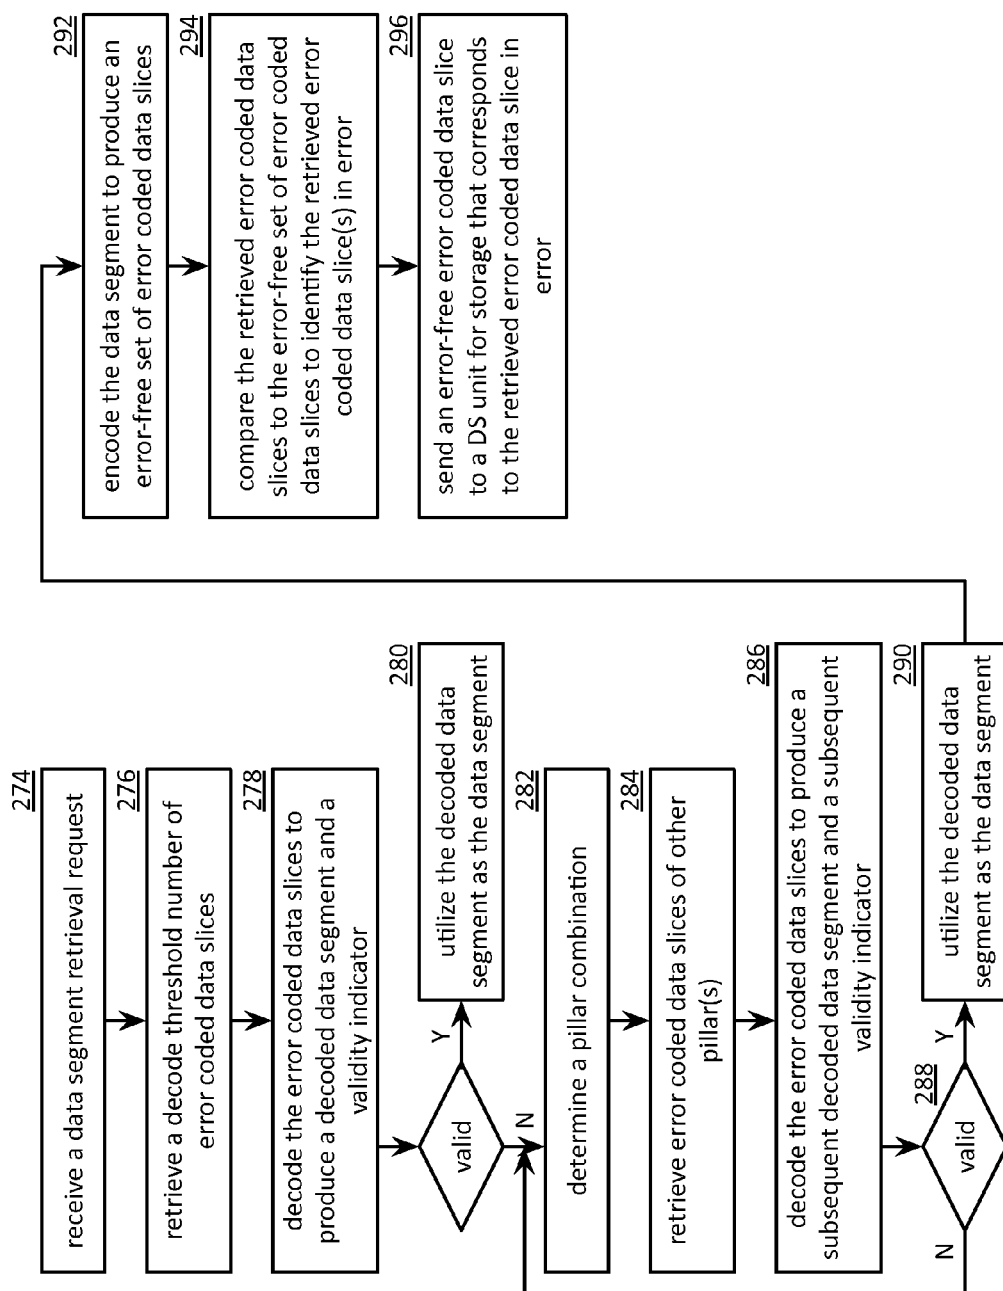 274
receive a data segment retrieval request
276
retrieve a decode threshold number of
error coded data slices
278
decode the error coded data slices to
produce a decoded data segment and a
validity indicator
valid
Y
N
280
utilize the decoded data
segment as the data segment
282
determine a pillar combination
284
retrieve error coded data slices of other
pillar(s)
286
decode the error coded data slices to produce a
subsequent decoded data segment and a subsequent
validity indicator
288
valid
N
Y
290
utilize the decoded data
segment as the data segment
292
encode the data segment to produce an
error-free set of error coded data slices
294
compare the retrieved error coded data
slices to the error-free set of error coded
data slices to identify the retrieved error
coded data slice(s) in error
296
send an error-free error coded data slice
to a DS unit for storage that corresponds
to the retrieved error coded data slice in
error